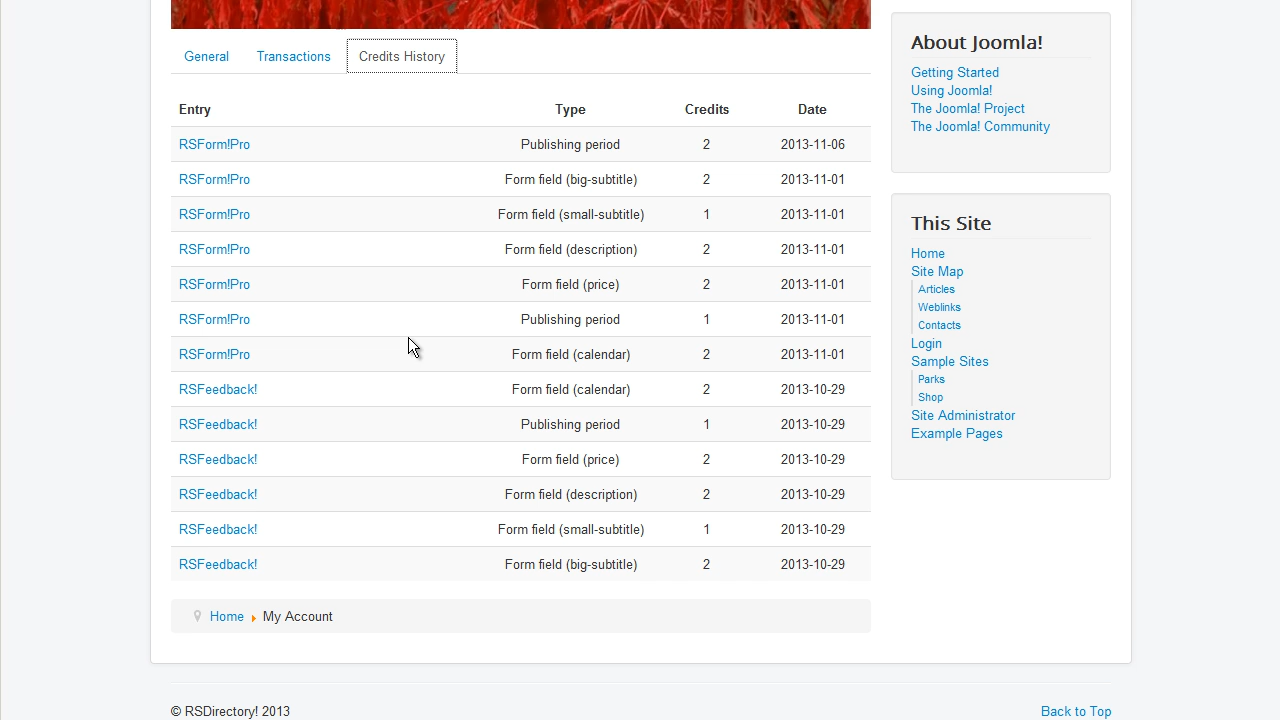 General Transactions Credits History
Entry Type Credits Date
RSForm!Pro Publishing period 2 2013-11-06
RSForm!Pro Form field (big-subtitle) 2 2013-11-01
RSForm!Pro Form field (small-subtitle) 1 2013-11-01
RSForm!Pro Form field (description) 2 2013-11-01
RSForm!Pro Form field (price) 2 2013-11-01
RSForm!Pro Publishing period 1 2013-11-01
RSForm!Pro Form field (calendar) 2 2013-11-01
RSFeedback! Form field (calendar) 2 2013-10-29
RSFeedback! Publishing period 1 2013-10-29
RSFeedback! Form field (price) 2 2013-10-29
RSFeedback! Form field (description) 2 2013-10-29
RSFeedback! Form field (small-subtitle) 1 2013-10-29
RSFeedback! Form field (big-subtitle) 2 2013-10-29
Home My Account
About Joomla!
Getting Started
Using Joomla!
The Joomla! Project
The Joomla! Community
This Site
Home
Site Map
Articles
Weblinks
Contacts
Login
Sample Sites
Parks
Shop
Site Administrator
Example Pages
© RSDirectory! 2013
Back to Top